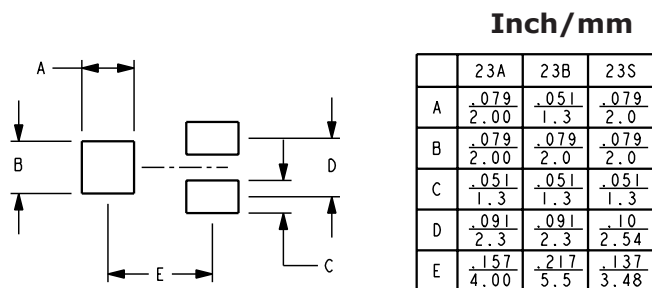 Inch/mm
A
B
D
C
E
23A 23B 23S
A .079/2.00 .051/1.3 .079/2.0
B .079/2.00 .079/2.0 .079/2.0
C .051/1.3 .051/1.3 .051/1.3
D .091/2.3 .091/2.3 .10/2.54
E .157/4.00 .217/5.5 .137/3.48